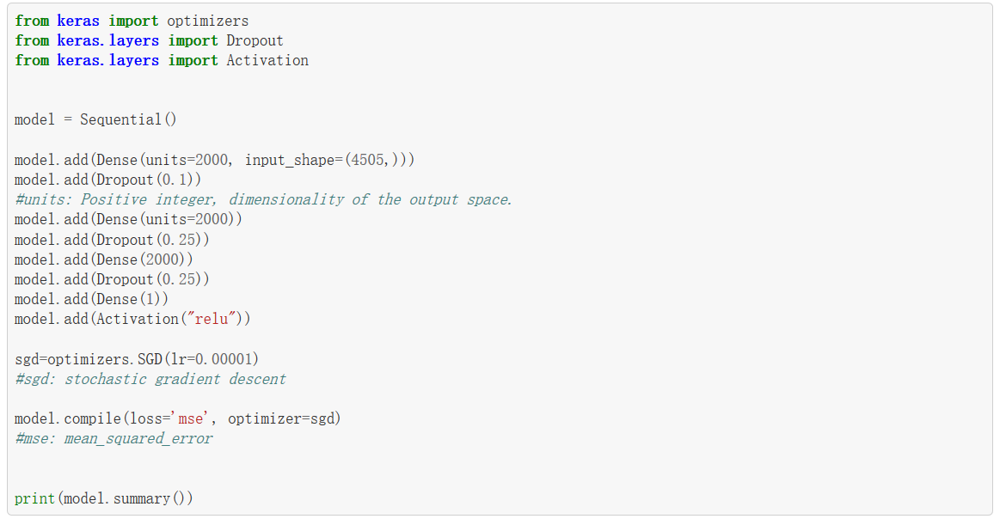 from keras import optimizers
from keras.layers import Dropout
from keras.layers import Activation
model = Sequential()
model.add(Dense(units=2000, input_shape=(4505,)))
model.add(Dropout(0.1))
#units: Positive integer, dimensionality of the output space.
model.add(Dense(units=2000))
model.add(Dropout(0.25))
model.add(Dense(2000))
model.add(Dropout(0.25))
model.add(Dense(1))
model.add(Activation("relu"))
sgd=optimizers.SGD(lr=0.00001)
#sgd: stochastic gradient descent
model.compile(loss='mse', optimizer=sgd)
#mse: mean_squared_error
print(model.summary())